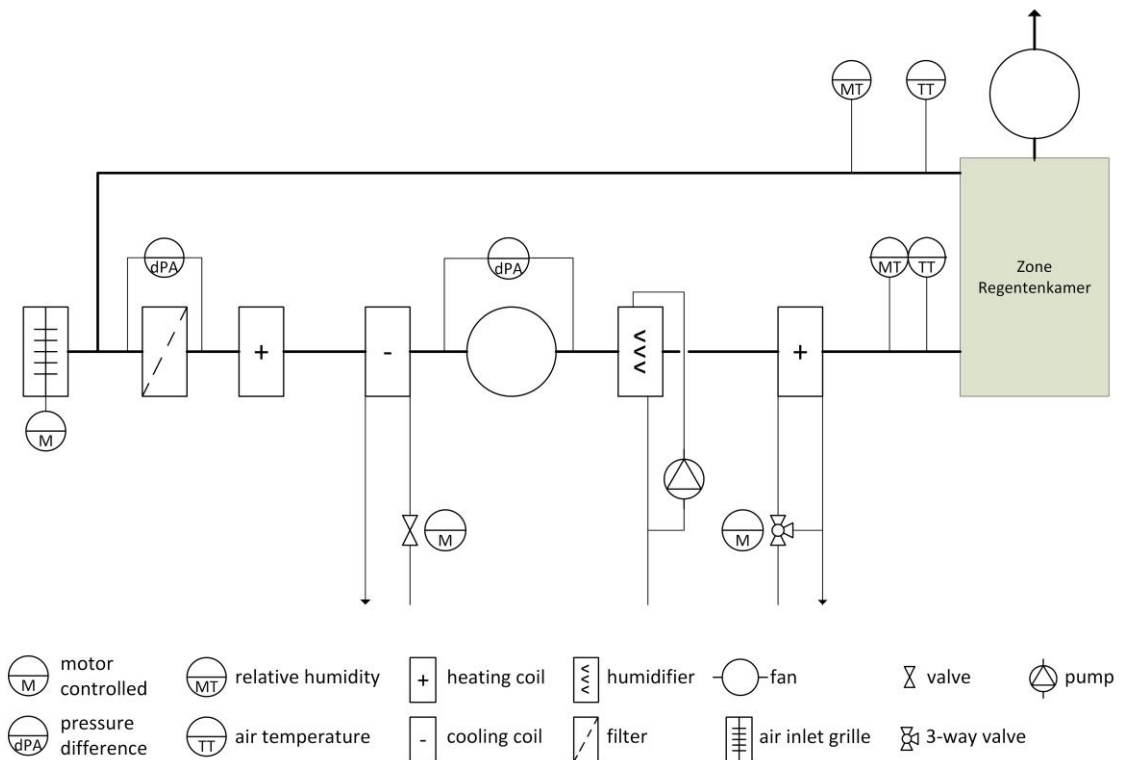 MT
TT
dPA
dPA
MT
TT
Zone
Regentenkamer
+
-
<<<
+
M
M
M
motor
controlled
M
relative humidity
MT
heating coil
+
humidifier
<<<
fan
valve
pump
pressure
difference
dPA
air temperature
TT
cooling coil
-
filter
air inlet grille
3-way valve